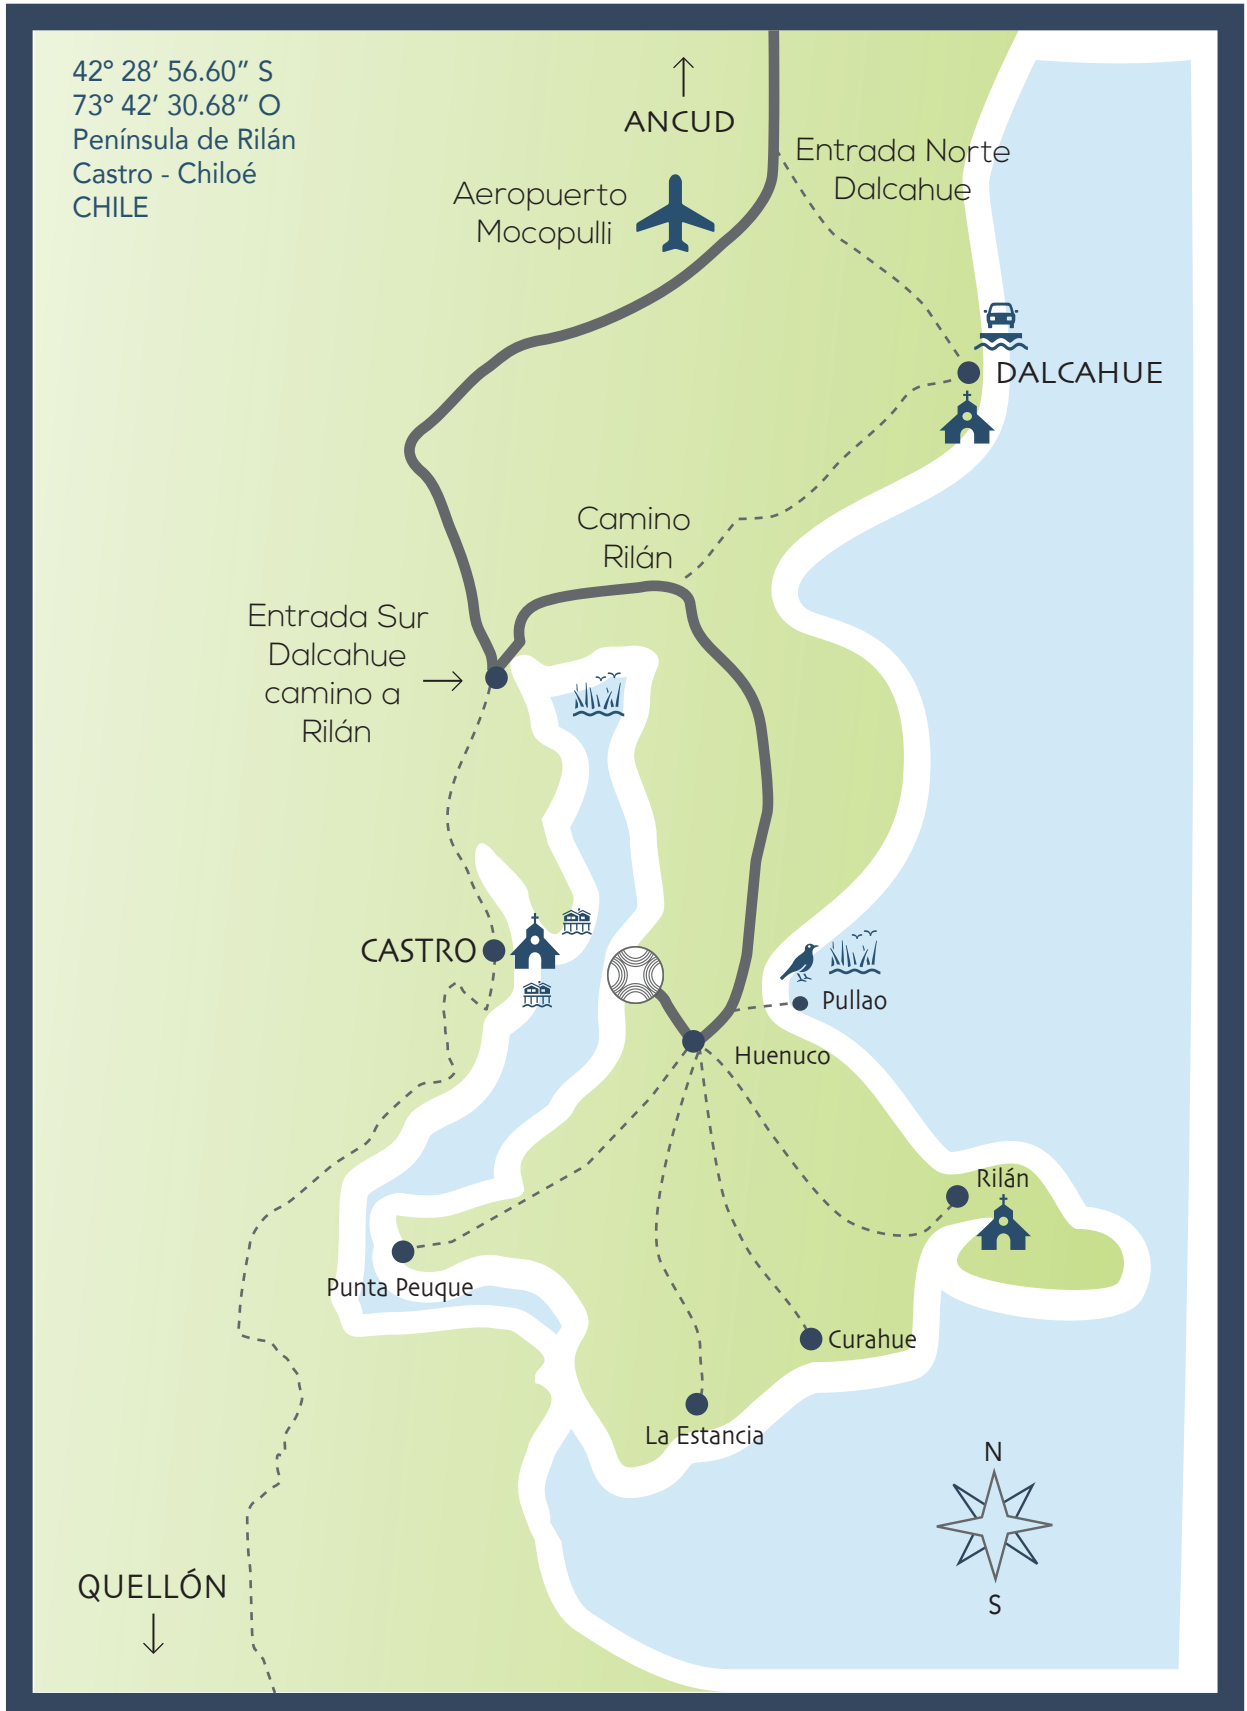 42° 28’ 56.60” S
73° 42’ 30.68” O
Península de Rilán
Castro - Chiloé
CHILE
ANCUD
Entrada Norte
Dalcahue
Aeropuerto
Mocopulli
DALCAHUE
Camino
Rilán
Entrada Sur
Dalcahue
camino a
Rilán
CASTRO
Pullao
Huenuco
Rilán
Punta Peuque
Curahue
La Estancia
N
S
QUELLÓN